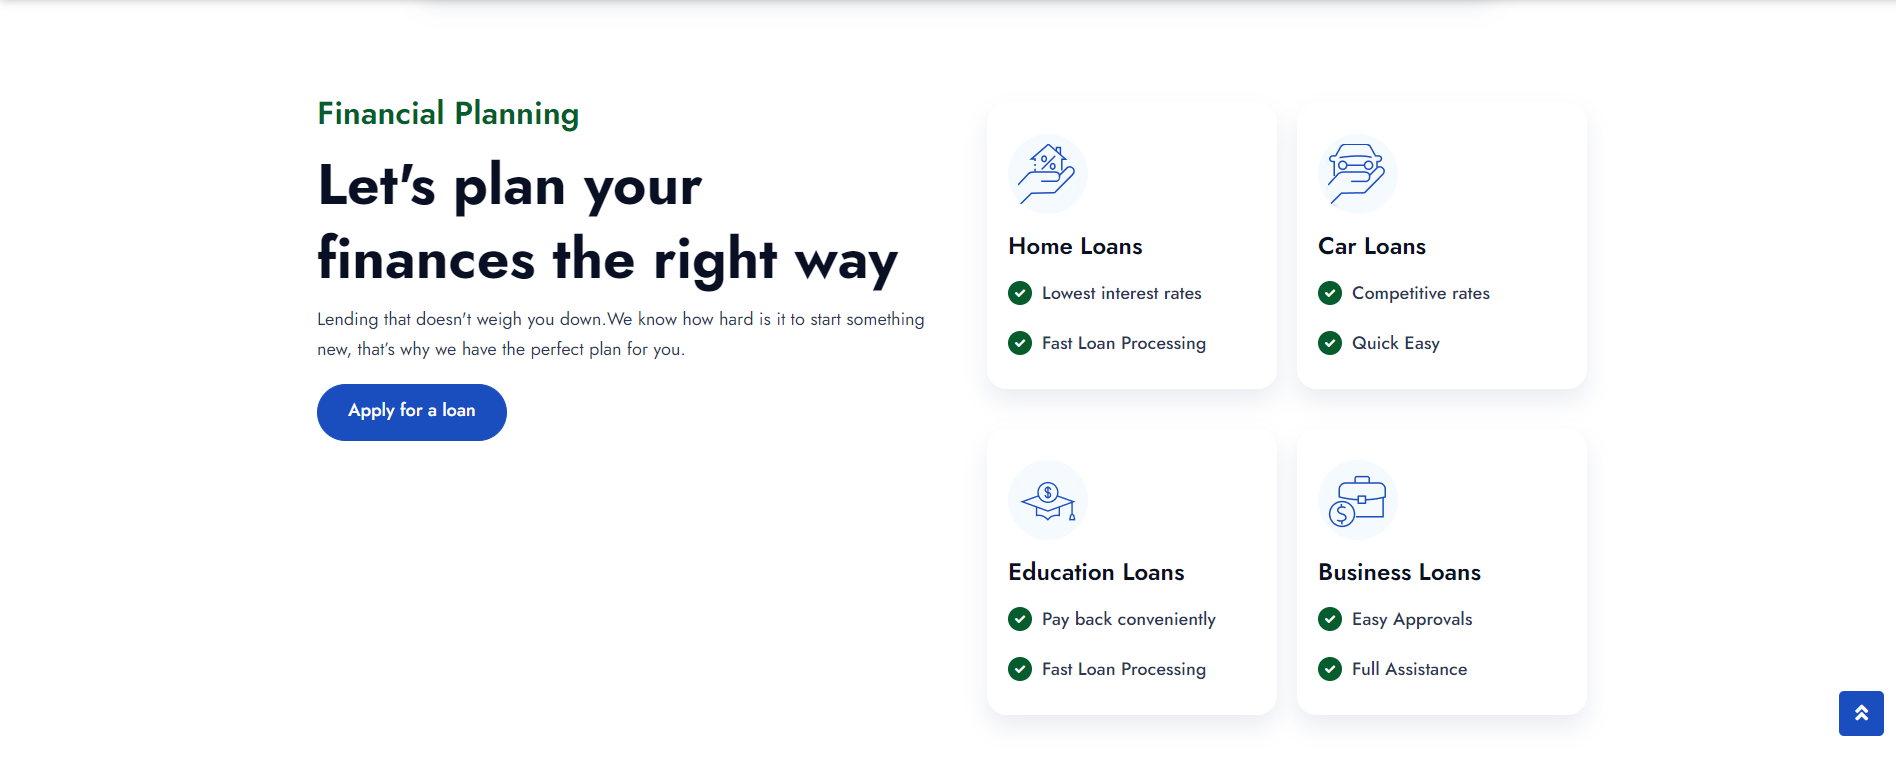 Financial Planning
Let's plan your
finances the right way
Lending that doesn't weigh you down.We know how hard is it to start something
new, that's why we have the perfect plan for you.
Apply for a loan
Home Loans
Lowest interest rates
Fast Loan Processing
Car Loans
Competitive rates
Quick Easy
Education Loans
Pay back conveniently
Fast Loan Processing
Business Loans
Easy Approvals
Full Assistance